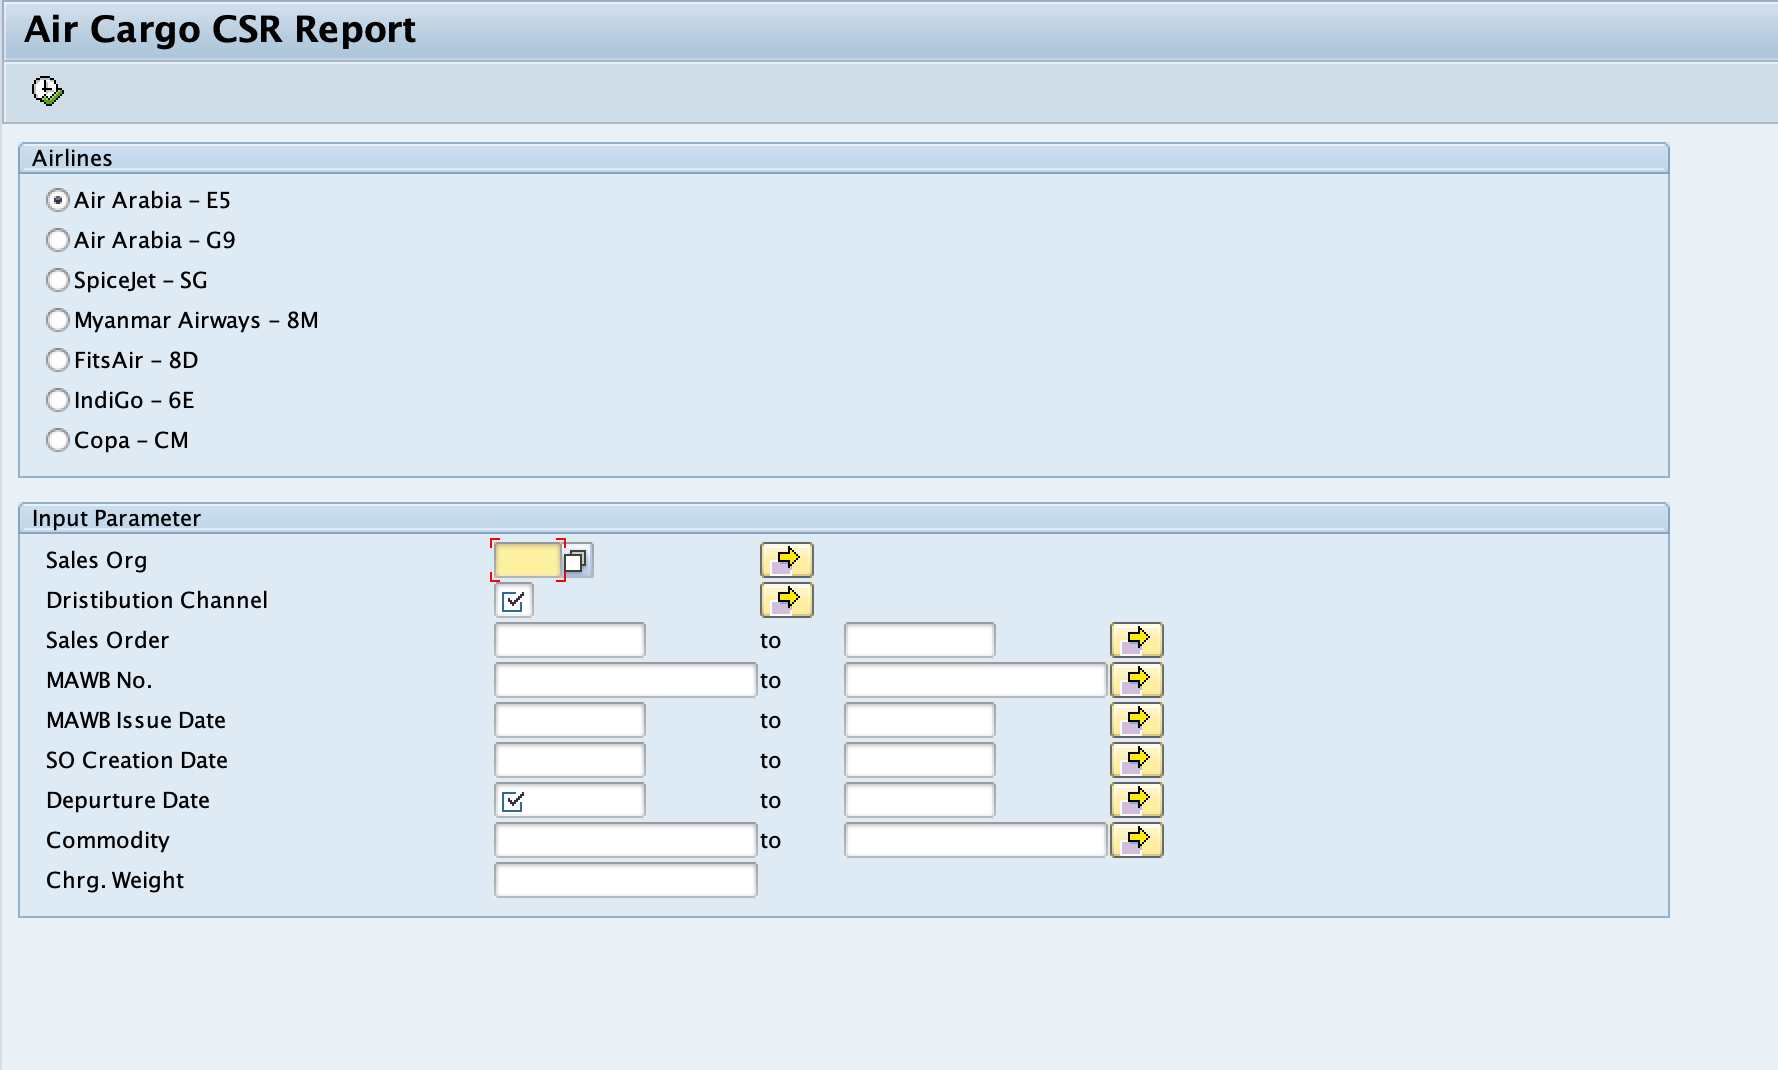 Air Cargo CSR Report
Airlines
Air Arabia – E5
Air Arabia – G9
SpiceJet – SG
Myanmar Airways – 8M
FitsAir – 8D
IndiGo – 6E
Copa – CM
Input Parameter
Sales Org
Dristibution Channel
Sales Order to
MAWB No. to
MAWB Issue Date to
SO Creation Date to
Depurture Date to
Commodity to
Chrg. Weight